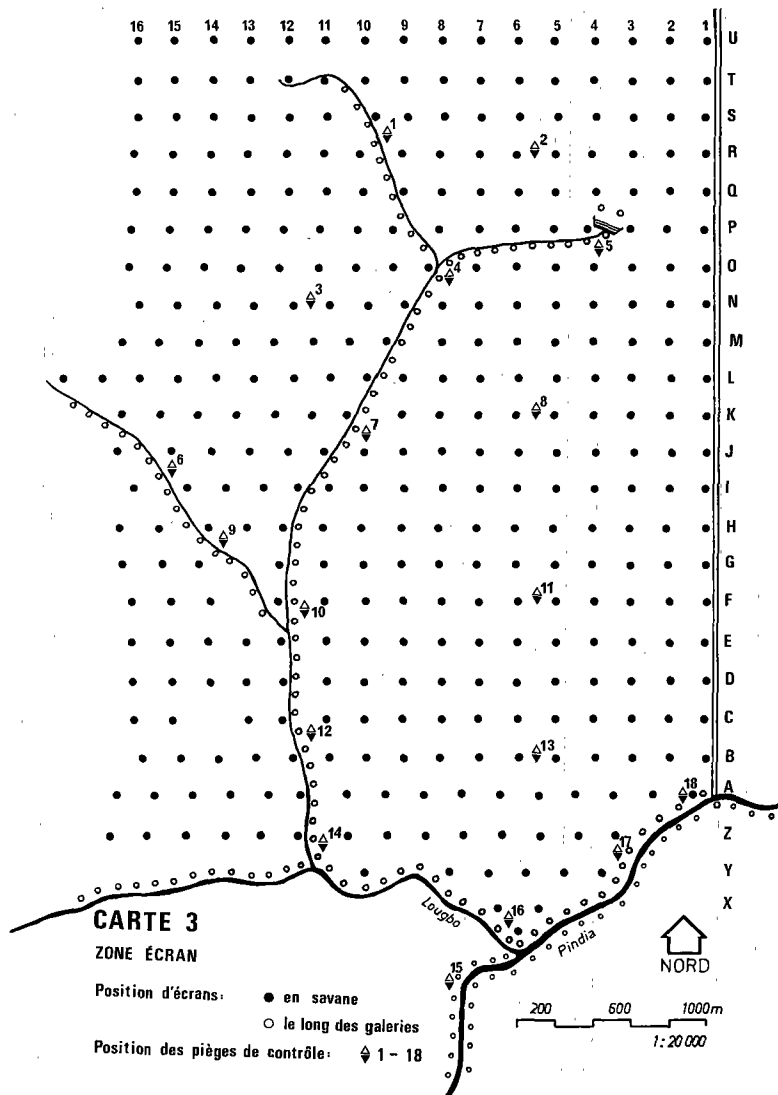 16 15 14 13 12 11 10 9 8 7 6 5 4 3 2 1
U
T
S
1
2
R
Q
P
5
4
O
3
N
M
L
8
K
7
J
6
I
H
9
G
11
F
10
E
D
C
12
13
B
A
18
14
Z
17
Y
X
16
Lougbo
Pindia
15
CARTE 3
ZONE ÉCRAN
Position d'écrans: en savane
le long des galeries
Position des pièges de contrôle: 1 - 18
NORD
200 600 1000m
1: 20 000